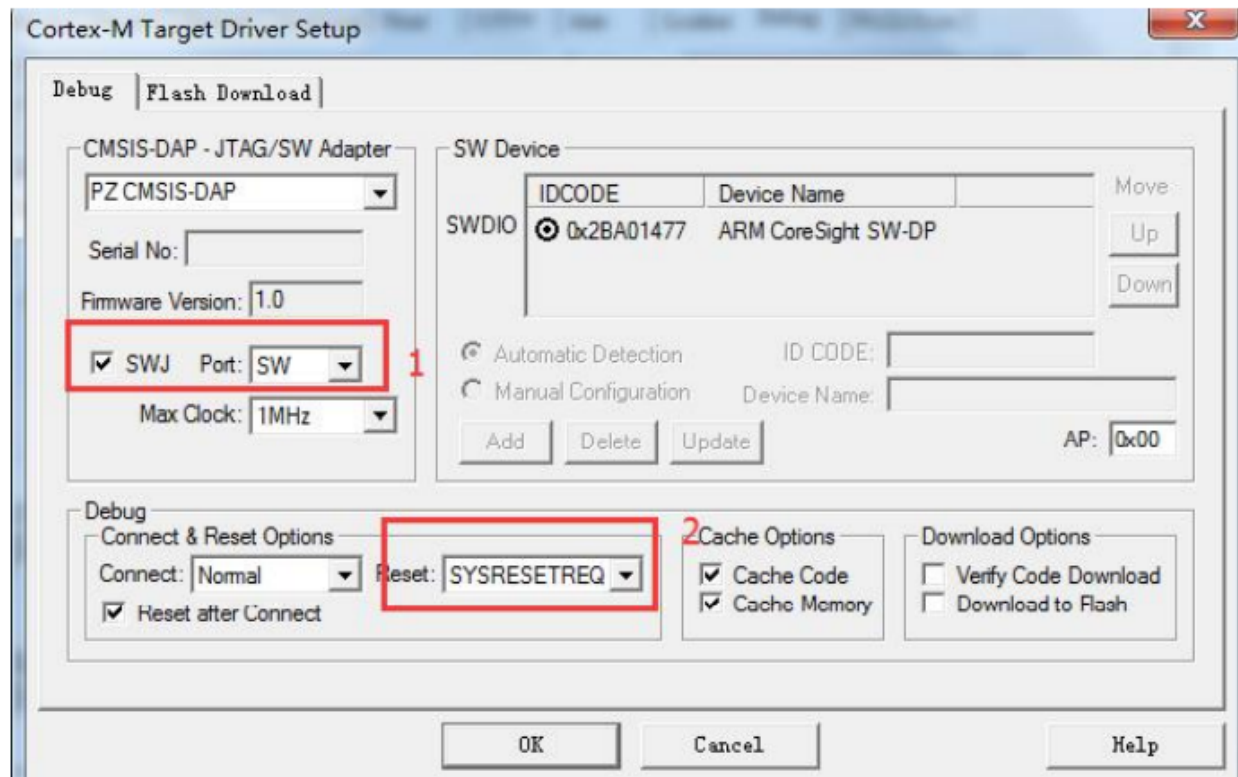 Cortex-M Target Driver Setup
Debug Flash Download
CMSIS-DAP - JTAG/SW Adapter
PZ CMSIS-DAP
Serial No:
Firmware Version: 1.0
SWJ Port: SW
1
Max Clock: 1MHz
SW Device
IDCODE Device Name
SWDIO 0x2BA01477 ARM CoreSight SW-DP
Move
Up
Down
Automatic Detection ID CODE:
Manual Configuration Device Name:
Add Delete Update AP: 0x00
Debug
Connect & Reset Options
Connect: Normal Reset: SYSRESETREQ
Reset after Connect
2
Cache Options
Cache Code
Cache Memory
Download Options
Verify Code Download
Download to Flash
OK Cancel Help